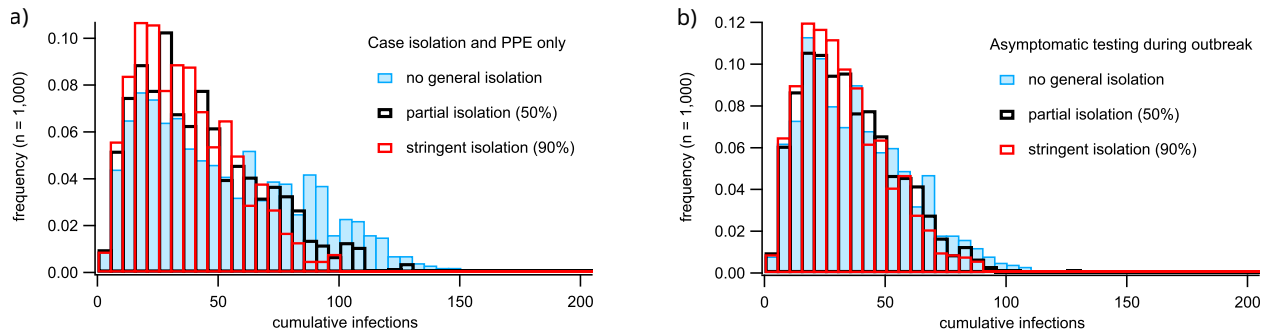 a)
Case isolation and PPE only
no general isolation
partial isolation (50%)
stringent isolation (90%)
frequency (n = 1,000)
0.10
0.08
0.06
0.04
0.02
0.00
0 50 100 150 200
cumulative infections
b)
Asymptomatic testing during outbreak
no general isolation
partial isolation (50%)
stringent isolation (90%)
frequency (n = 1,000)
0.12
0.10
0.08
0.06
0.04
0.02
0.00
0 50 100 150 200
cumulative infections